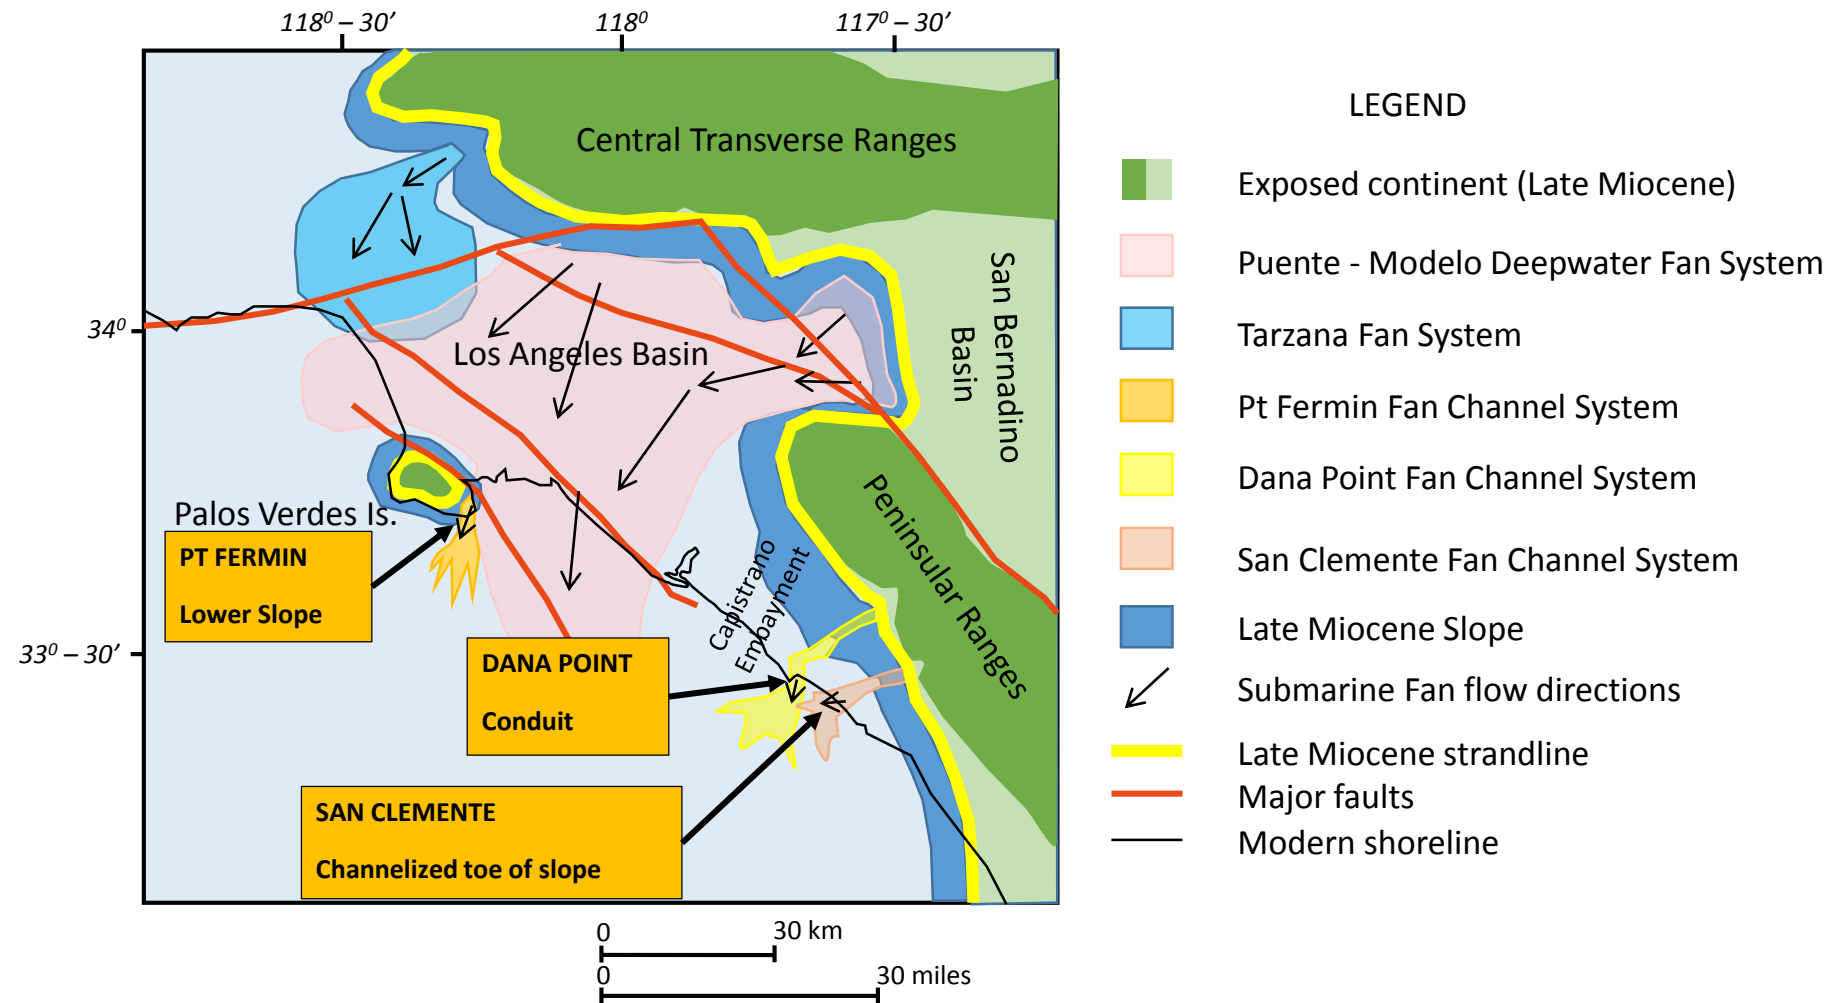 118⁰ – 30’
118⁰
117⁰ – 30’
34⁰
33⁰ – 30’
Central Transverse Ranges
San Bernadino
Basin
Los Angeles Basin
Palos Verdes Is.
Peninsular Ranges
Capistrano
Embayment
PT FERMIN
Lower Slope
DANA POINT
Conduit
SAN CLEMENTE
Channelized toe of slope
0
30 km
0
30 miles
LEGEND
Exposed continent (Late Miocene)
Puente - Modelo Deepwater Fan System
Tarzana Fan System
Pt Fermin Fan Channel System
Dana Point Fan Channel System
San Clemente Fan Channel System
Late Miocene Slope
Submarine Fan flow directions
Late Miocene strandline
Major faults
Modern shoreline